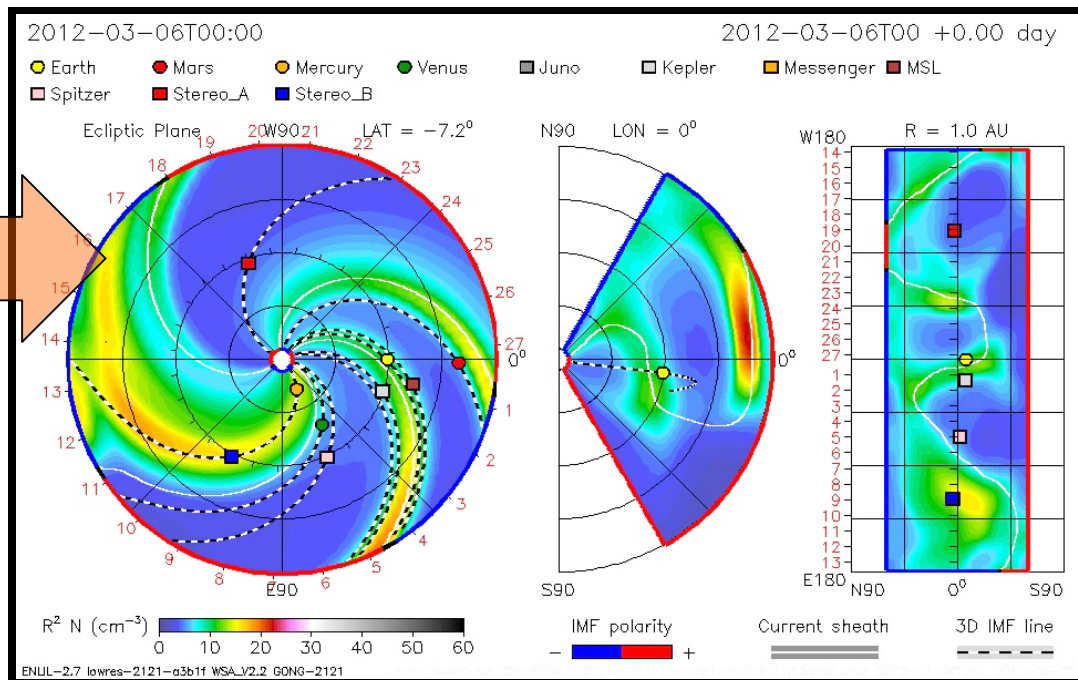 2012-03-06T00:00
2012-03-06T00 +0.00 day
Earth Mars Mercury Venus Juno Kepler Messenger MSL
Spitzer Stereo_A Stereo_B
Ecliptic Plane W90 LAT = -7.2°
N90 LON = 0°
R = 1.0 AU
W180
20 21
19 22
18 23
17 24
16 25
15 26
14 27 0°
13 1
12 2
11 3
10 4
9 5
8 7 6
E90
0°
S90
14
15
16
17
18
19
20
21
22
23
24
25
26
27
1
2
3
4
5
6
7
8
9
10
11
12
13
E180
N90 0° S90
R² N (cm⁻³)
0 10 20 30 40 50 60
IMF polarity
- +
Current sheath
3D IMF line
ENLIL-2.7 lowres-2121-a3b1f WSA_V2.2 GONG-2121